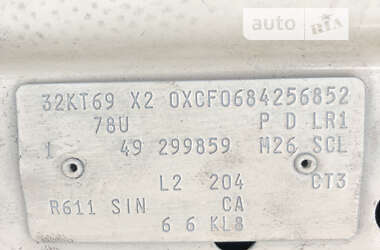 auto RIA
32KT69 X2 0XCF0684256852
78U P D LR1
1 49 299859 M26 SCL
L2 204 CT3
R611 SIN CA
6 6 KL8